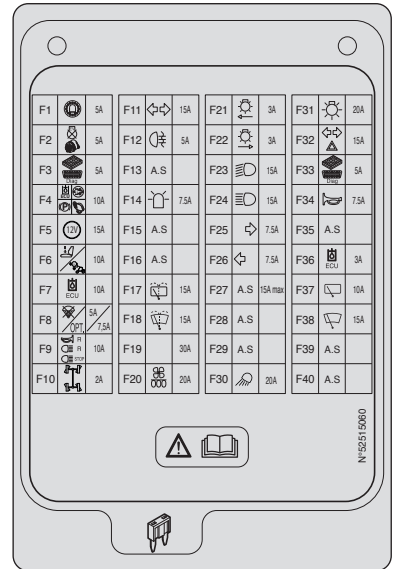 F1 5A F11 15A F21 3A F31 20A
F2 5A F12 5A F22 3A F32 15A
F3 Diag 5A F13 A.S F23 15A F33 Diag 5A
F4 10A F14 7.5A F24 15A F34 7.5A
F5 12V 15A F15 A.S F25 7.5A F35 A.S
F6 10A F16 A.S F26 7.5A F36 ECU 3A
F7 ECU 10A F17 15A F27 A.S 15A max F37 10A
F8 OPT. 5A 7,5A F18 15A F28 A.S F38 15A
F9 R R STOP 10A F19 30A F29 A.S F39 A.S
F10 2A F20 20A F30 20A F40 A.S
N°52515060